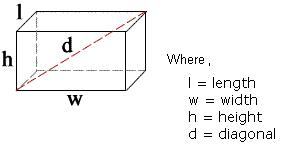 l
d
h
w
Where,
l = length
w = width
h = height
d = diagonal